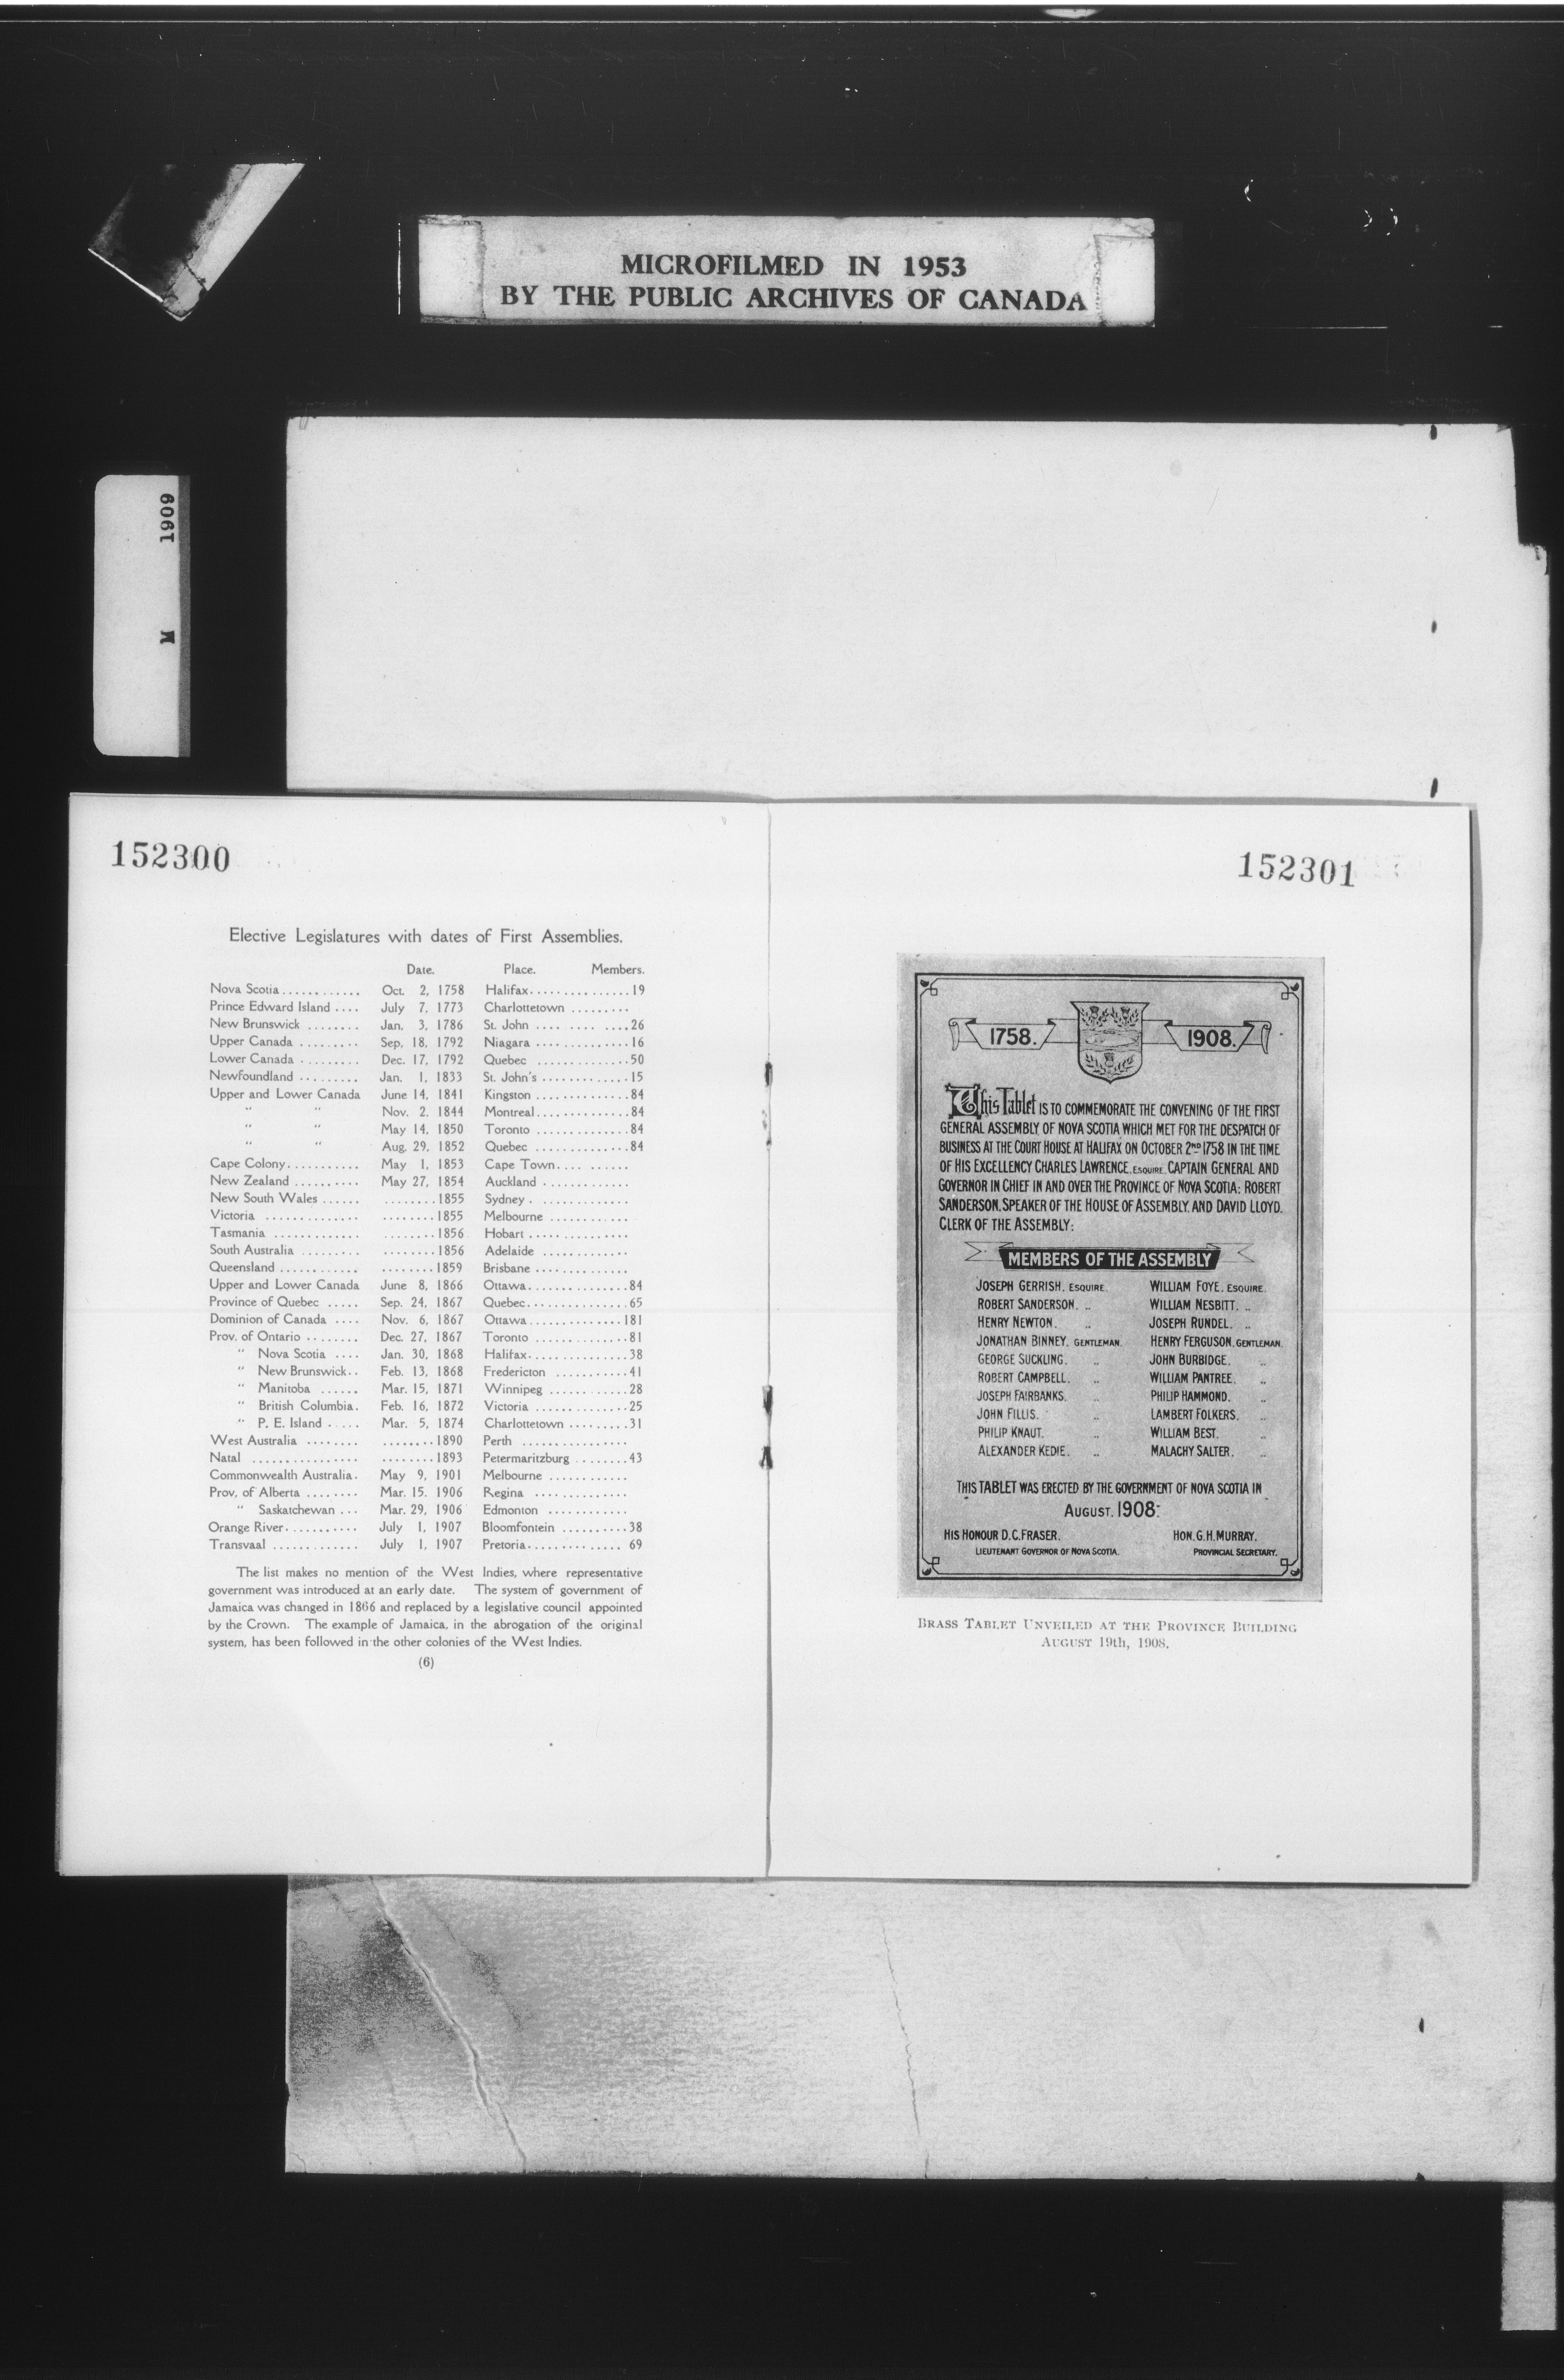 MICROFILMED IN 1953
BY THE PUBLIC ARCHIVES OF CANADA
M 1909
152300
Elective Legislatures with dates of First Assemblies.
Date. Place. Members.
Nova Scotia ............ Oct. 2, 1758 Halifax ............... 19
Prince Edward Island .... July 7, 1773 Charlottetown .........
New Brunswick ........ Jan. 3, 1786 St. John .... ......... .... 26
Upper Canada ......... Sep. 18, 1792 Niagara .............. 16
Lower Canada ......... Dec. 17, 1792 Quebec ............. 50
Newfoundland ......... Jan. 1, 1833 St. John's ............. 15
Upper and Lower Canada June 14, 1841 Kingston .............. 84
" " Nov. 2, 1844 Montreal .............. 84
" " May 14, 1850 Toronto .............. 84
" " Aug. 29, 1852 Quebec .............. 84
Cape Colony ........... May 1, 1853 Cape Town .... ......
New Zealand .......... May 27, 1854 Auckland .............
New South Wales ...... ........ 1855 Sydney . .............
Victoria .............. ........ 1855 Melbourne ............
Tasmania ............. ........ 1856 Hobart ...............
South Australia ......... ........ 1856 Adelaide .............
Queensland ............ ........ 1859 Brisbane ..............
Upper and Lower Canada June 8, 1866 Ottawa ............... 84
Province of Quebec ..... Sep. 24, 1867 Quebec ............... 65
Dominion of Canada .... Nov. 6, 1867 Ottawa .............. 181
Prov. of Ontario ........ Dec. 27, 1867 Toronto .............. 81
" Nova Scotia .... Jan. 30, 1868 Halifax ............... 38
" New Brunswick .. Feb. 13, 1868 Fredericton ........... 41
" Manitoba ...... Mar. 15, 1871 Winnipeg ............ 28
" British Columbia . Feb. 16, 1872 Victoria .............. 25
" P. E. Island ..... Mar. 5, 1874 Charlottetown ......... 31
West Australia ........ ........ 1890 Perth ................
Natal ................ ........ 1893 Petermaritzburg ........ 43
Commonwealth Australia . May 9, 1901 Melbourne ............
Prov. of Alberta ........ Mar. 15. 1906 Regina ..............
" Saskatchewan ... Mar. 29, 1906 Edmonton ............
Orange River ........... July 1, 1907 Bloomfontein .......... 38
Transvaal ............. July 1, 1907 Pretoria .............. 69
The list makes no mention of the West Indies, where representative
government was introduced at an early date. The system of government of
Jamaica was changed in 1866 and replaced by a legislative council appointed
by the Crown. The example of Jamaica, in the abrogation of the original
system, has been followed in the other colonies of the West Indies.
(6)
152301
1758. 1908.
This Tablet IS TO COMMEMORATE THE CONVENING OF THE FIRST
GENERAL ASSEMBLY OF NOVA SCOTIA WHICH MET FOR THE DESPATCH OF
BUSINESS AT THE COURT HOUSE AT HALIFAX ON OCTOBER 2ND 1758 IN THE TIME
OF HIS EXCELLENCY CHARLES LAWRENCE, ESQUIRE, CAPTAIN GENERAL AND
GOVERNOR IN CHIEF IN AND OVER THE PROVINCE OF NOVA SCOTIA: ROBERT
SANDERSON, SPEAKER OF THE HOUSE OF ASSEMBLY, AND DAVID LLOYD,
CLERK OF THE ASSEMBLY:
MEMBERS OF THE ASSEMBLY
JOSEPH GERRISH, ESQUIRE. WILLIAM FOYE, ESQUIRE.
ROBERT SANDERSON, „ WILLIAM NESBITT, „
HENRY NEWTON, „ JOSEPH RUNDEL, „
JONATHAN BINNEY, GENTLEMAN. HENRY FERGUSON, GENTLEMAN.
GEORGE SUCKLING, „ JOHN BURBIDGE, „
ROBERT CAMPBELL, „ WILLIAM PANTREE, „
JOSEPH FAIRBANKS, „ PHILIP HAMMOND, „
JOHN FILLIS, „ LAMBERT FOLKERS, „
PHILIP KNAUT, „ WILLIAM BEST, „
ALEXANDER KEDIE, „ MALACHY SALTER, „
THIS TABLET WAS ERECTED BY THE GOVERNMENT OF NOVA SCOTIA IN
AUGUST, 1908:
HIS HONOUR D.C. FRASER, HON. G.H. MURRAY,
LIEUTENANT GOVERNOR OF NOVA SCOTIA. PROVINCIAL SECRETARY.
BRASS TABLET UNVEILED AT THE PROVINCE BUILDING
AUGUST 19th, 1908.